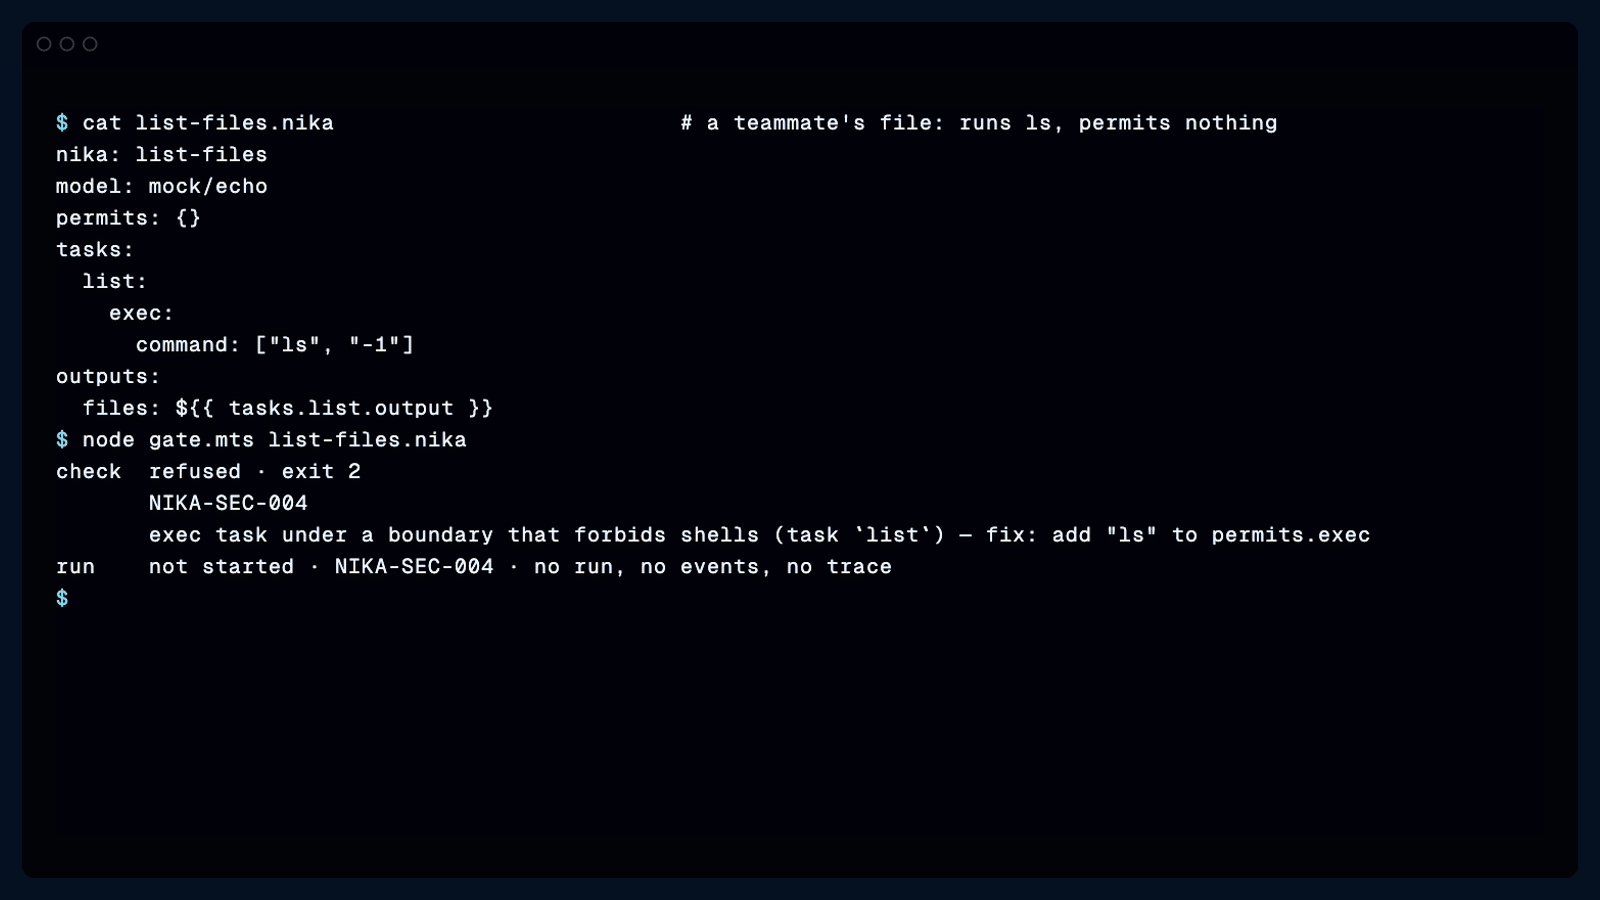 $ cat list-files.nika                          # a teammate's file: runs ls, permits nothing
nika: list-files
model: mock/echo
permits: {}
tasks:
  list:
    exec:
      command: ["ls", "-1"]
outputs:
  files: ${{ tasks.list.output }}
$ node gate.mts list-files.nika
check  refused · exit 2
       NIKA-SEC-004
       exec task under a boundary that forbids shells (task `list`) — fix: add "ls" to permits.exec
run    not started · NIKA-SEC-004 · no run, no events, no trace
$